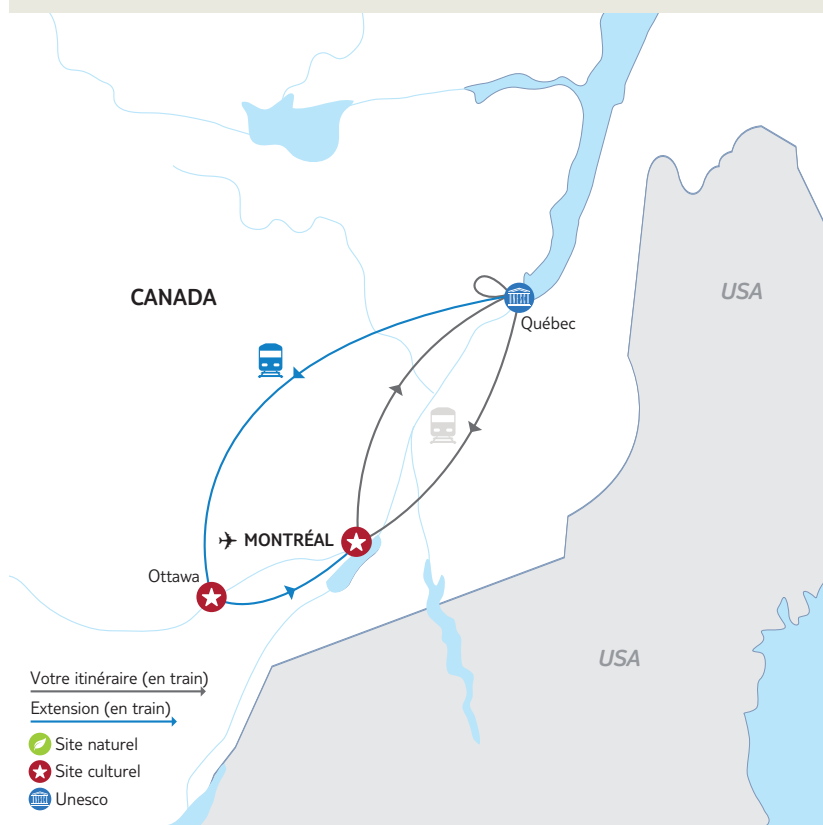 CANADA
USA
Québec
MONTRÉAL
Ottawa
USA
Votre itinéraire (en train)
Extension (en train)
Site naturel
Site culturel
Unesco